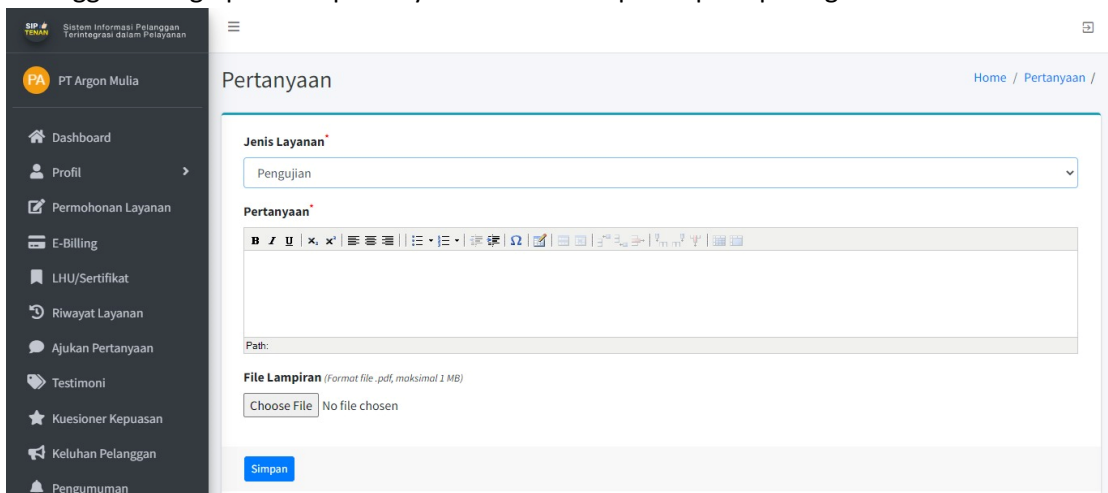 SIP TENAN
Sistem Informasi Pelanggan
Terintegrasi dalam Pelayanan
PA PT Argon Mulia
Dashboard
Profil
Permohonan Layanan
E-Billing
LHU/Sertifikat
Riwayat Layanan
Ajukan Pertanyaan
Testimoni
Kuesioner Kepuasan
Keluhan Pelanggan
Pengumuman
Pertanyaan
Home / Pertanyaan /
Jenis Layanan*
Pengujian
Pertanyaan*
B I U x, x²
Path:
File Lampiran (Format file .pdf, maksimal 1 MB)
Choose File No file chosen
Simpan